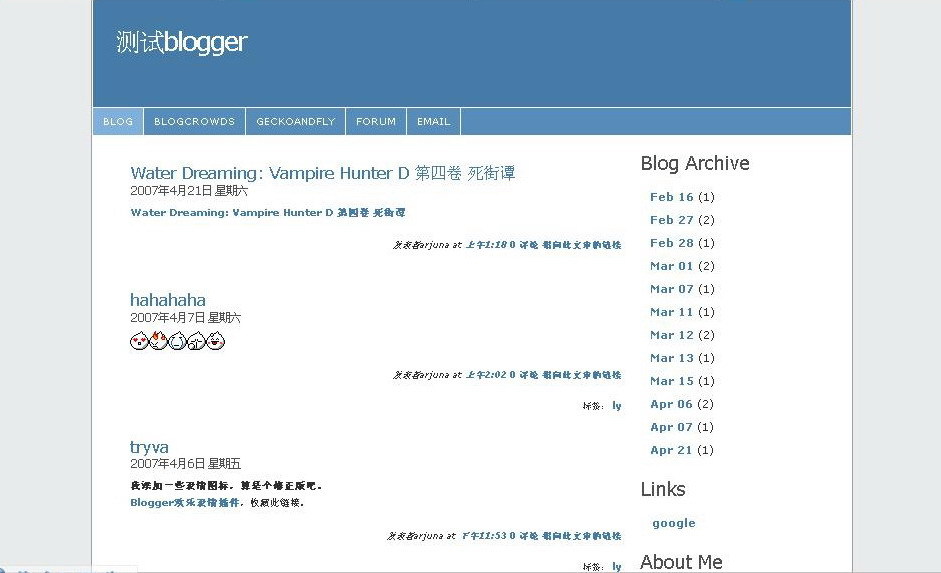 测试blogger
BLOG
BLOGCROWDS
GECKOANDFLY
FORUM
EMAIL
Water Dreaming: Vampire Hunter D 第四卷 死街谭
2007年4月21日 星期六
Water Dreaming: Vampire Hunter D 第四卷 死街谭
发表者arjuna at 上午1:18 0 评论 指向此文章的链接
hahahaha
2007年4月7日 星期六
发表者arjuna at 上午2:02 0 评论 指向此文章的链接
标签: ly
tryva
2007年4月6日 星期五
我添加一些表情图标，算是个修正版吧。
Blogger欢乐表情插件，收藏此链接。
发表者arjuna at 下午11:53 0 评论 指向此文章的链接
标签: ly
Blog Archive
Feb 16 (1)
Feb 27 (2)
Feb 28 (1)
Mar 01 (2)
Mar 07 (1)
Mar 11 (1)
Mar 12 (2)
Mar 13 (1)
Mar 15 (1)
Apr 06 (2)
Apr 07 (1)
Apr 21 (1)
Links
google
About Me